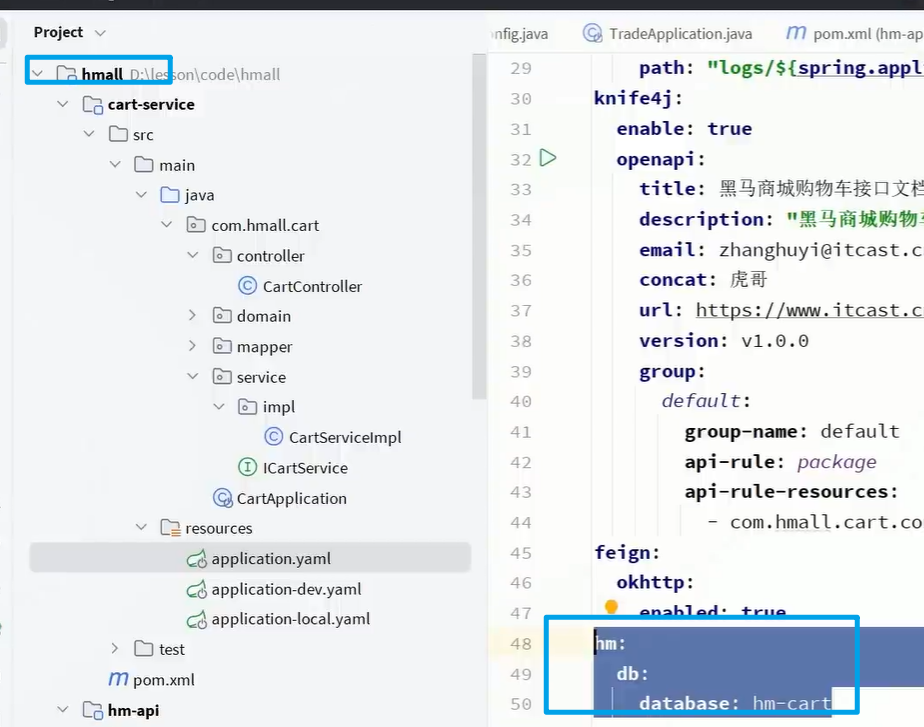 Project
hmall D:\lesson\code\hmall
cart-service
src
main
java
com.hmall.cart
controller
CartController
domain
mapper
service
impl
CartServiceImpl
ICartService
CartApplication
resources
application.yaml
application-dev.yaml
application-local.yaml
test
pom.xml
hm-api
nfig.java TradeApplication.java pom.xml (hm-ap
29 path: "logs/${spring.appl
30 knife4j:
31 enable: true
32 openapi:
33 title: 黑马商城购物车接口文档
34 description: "黑马商城购物车
35 email: zhanghuyi@itcast.c
36 concat: 虎哥
37 url: https://www.itcast.c
38 version: v1.0.0
39 group:
40 default:
41 group-name: default
42 api-rule: package
43 api-rule-resources:
44 - com.hmall.cart.co
45 feign:
46 okhttp:
47 enabled: true
48 hm:
49 db:
50 database: hm-cart